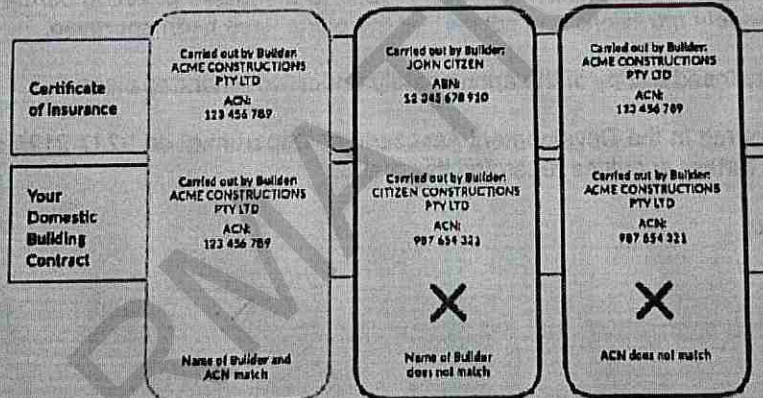 Certificate
of Insurance
Carried out by Builder:
ACME CONSTRUCTIONS
PTY LTD
ACN:
123 456 789
Carried out by Builder:
JOHN CITZEN
ABN:
12 345 678 910
Carried out by Builder:
ACME CONSTRUCTIONS
PTY LTD
ACN:
123 456 789
Your
Domestic
Building
Contract
Carried out by Builder:
ACME CONSTRUCTIONS
PTY LTD
ACN:
123 456 789
Name of Builder and
ACN match
Carried out by Builder:
CITIZEN CONSTRUCTIONS
PTY LTD
ACN:
987 654 321
Name of Builder
does not match
Carried out by Builder:
ACME CONSTRUCTIONS
PTY LTD
ACN:
987 654 321
ACN does not match